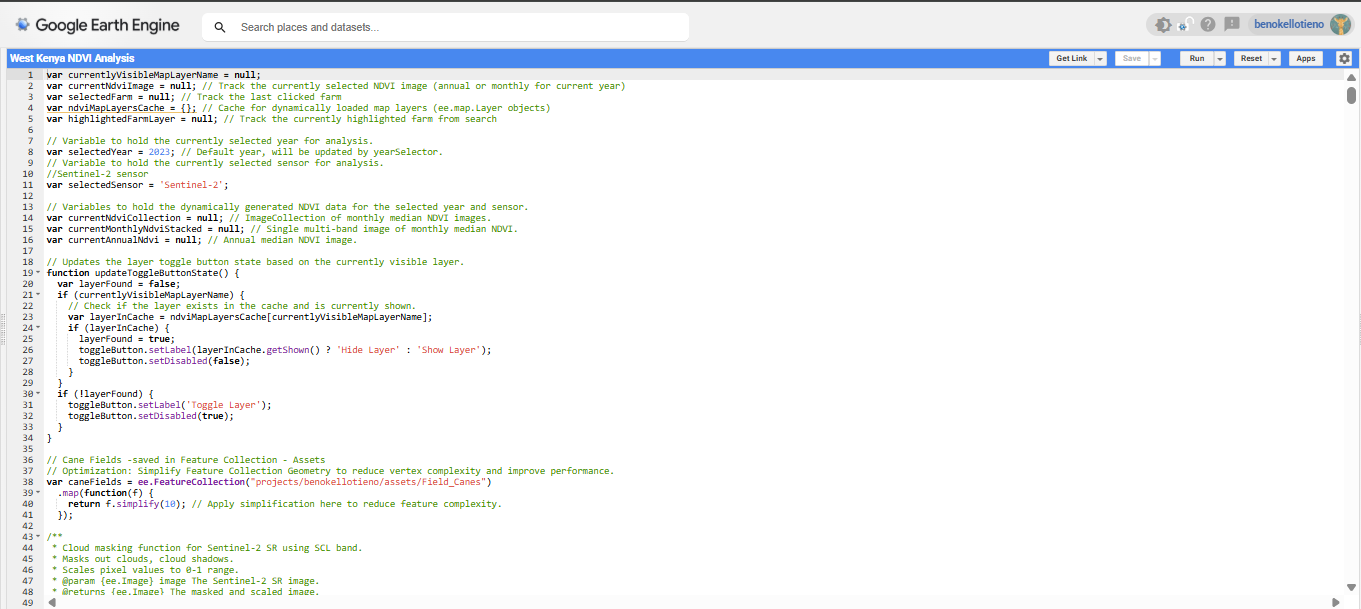 Google Earth Engine
Search places and datasets...
benokellotieno
West Kenya NDVI Analysis
Get Link
Save
Run
Reset
Apps
1 var currentlyVisibleMapLayerName = null;
2 var currentNdviImage = null; // Track the currently selected NDVI image (annual or monthly for current year)
3 var selectedFarm = null; // Track the last clicked farm
4 var ndviMapLayersCache = {}; // Cache for dynamically loaded map layers (ee.map.Layer objects)
5 var highlightedFarmLayer = null; // Track the currently highlighted farm from search
6
7 // Variable to hold the currently selected year for analysis.
8 var selectedYear = 2023; // Default year, will be updated by yearSelector.
9 // Variable to hold the currently selected sensor for analysis.
10 //Sentinel-2 sensor
11 var selectedSensor = 'Sentinel-2';
12
13 // Variables to hold the dynamically generated NDVI data for the selected year and sensor.
14 var currentNdviCollection = null; // ImageCollection of monthly median NDVI images.
15 var currentMonthlyNdviStacked = null; // Single multi-band image of monthly median NDVI.
16 var currentAnnualNdvi = null; // Annual median NDVI image.
17
18 // Updates the layer toggle button state based on the currently visible layer.
19 function updateToggleButtonState() {
20   var layerFound = false;
21   if (currentlyVisibleMapLayerName) {
22     // Check if the layer exists in the cache and is currently shown.
23     var layerInCache = ndviMapLayersCache[currentlyVisibleMapLayerName];
24     if (layerInCache) {
25       layerFound = true;
26       toggleButton.setLabel(layerInCache.getShown() ? 'Hide Layer' : 'Show Layer');
27       toggleButton.setDisabled(false);
28     }
29   }
30   if (!layerFound) {
31     toggleButton.setLabel('Toggle Layer');
32     toggleButton.setDisabled(true);
33   }
34 }
35
36 // Cane Fields -saved in Feature Collection - Assets
37 // Optimization: Simplify Feature Collection Geometry to reduce vertex complexity and improve performance.
38 var caneFields = ee.FeatureCollection("projects/benokellotieno/assets/Field_Canes")
39   .map(function(f) {
40     return f.simplify(10); // Apply simplification here to reduce feature complexity.
41   });
42
43 /**
44  * Cloud masking function for Sentinel-2 SR using SCL band.
45  * Masks out clouds, cloud shadows.
46  * Scales pixel values to 0-1 range.
47  * @param {ee.Image} image The Sentinel-2 SR image.
48  * @returns {ee.Image} The masked and scaled image.
49